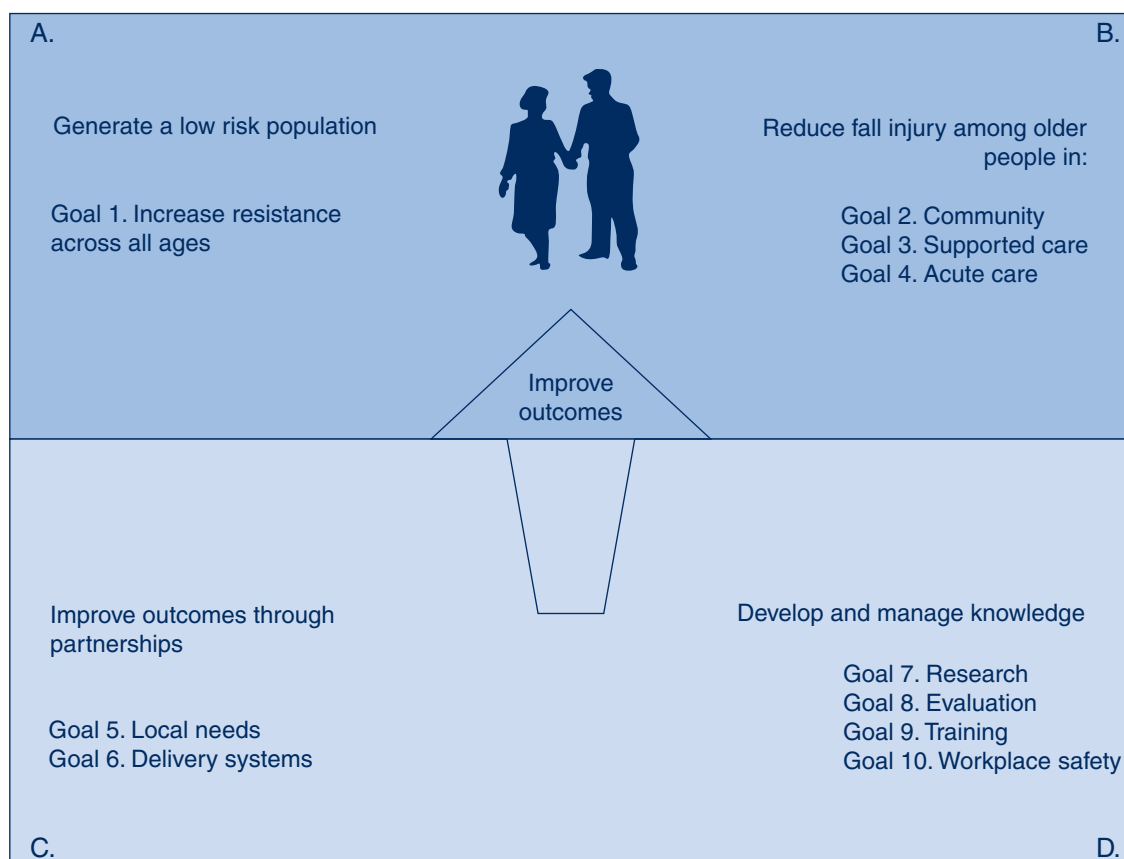 A.
B.
Generate a low risk population
Goal 1. Increase resistance
across all ages
Reduce fall injury among older
people in:
Goal 2. Community
Goal 3. Supported care
Goal 4. Acute care
Improve
outcomes
Improve outcomes through
partnerships
Goal 5. Local needs
Goal 6. Delivery systems
Develop and manage knowledge
Goal 7. Research
Goal 8. Evaluation
Goal 9. Training
Goal 10. Workplace safety
C.
D.